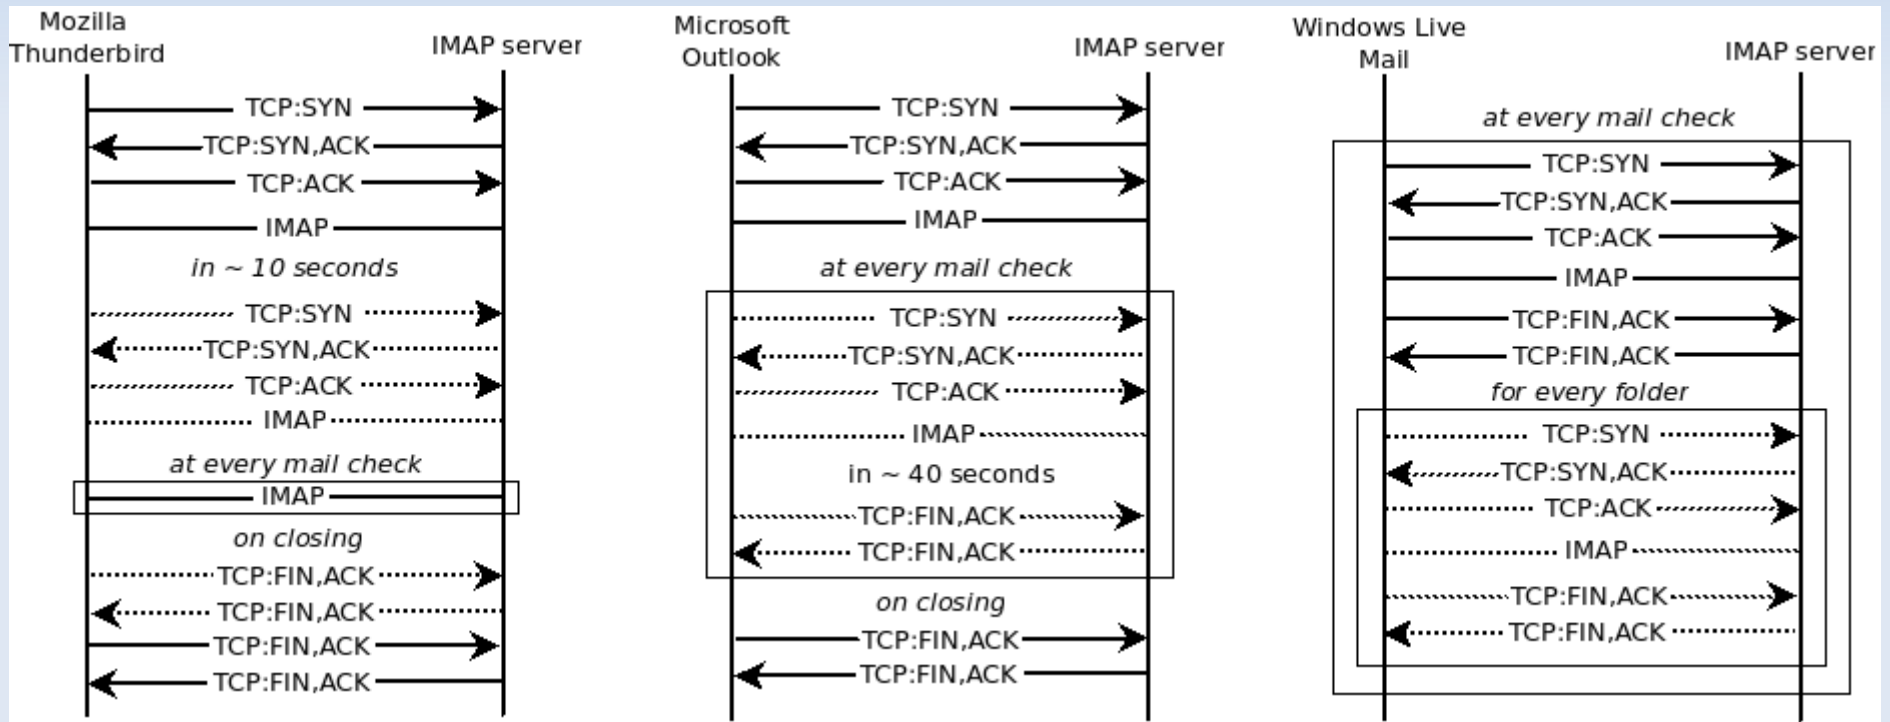 Mozilla
Thunderbird
IMAP server
TCP:SYN
TCP:SYN,ACK
TCP:ACK
IMAP
in ~ 10 seconds
TCP:SYN
TCP:SYN,ACK
TCP:ACK
IMAP
at every mail check
IMAP
on closing
TCP:FIN,ACK
TCP:FIN,ACK
TCP:FIN,ACK
TCP:FIN,ACK
Microsoft
Outlook
IMAP server
TCP:SYN
TCP:SYN,ACK
TCP:ACK
IMAP
at every mail check
TCP:SYN
TCP:SYN,ACK
TCP:ACK
IMAP
in ~ 40 seconds
TCP:FIN,ACK
TCP:FIN,ACK
on closing
TCP:FIN,ACK
TCP:FIN,ACK
Windows Live
Mail
IMAP server
at every mail check
TCP:SYN
TCP:SYN,ACK
TCP:ACK
IMAP
TCP:FIN,ACK
TCP:FIN,ACK
for every folder
TCP:SYN
TCP:SYN,ACK
TCP:ACK
IMAP
TCP:FIN,ACK
TCP:FIN,ACK